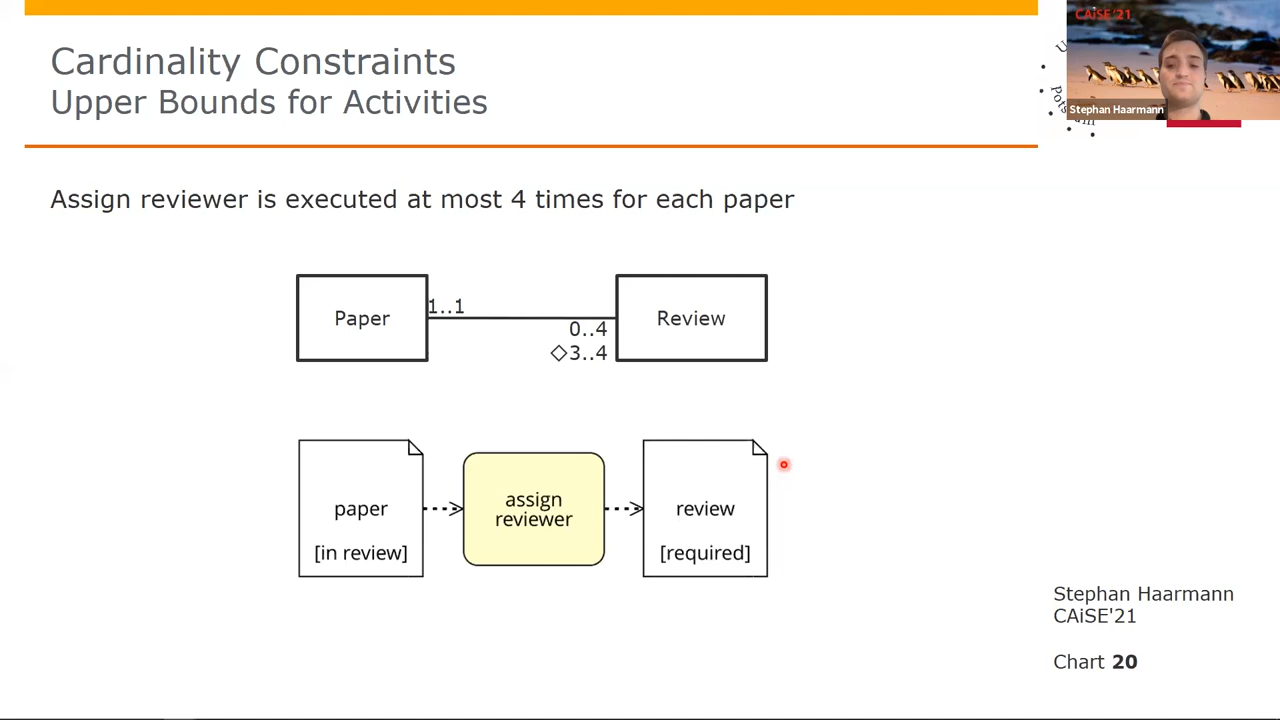 Cardinality Constraints
Upper Bounds for Activities
CAiSE'21
Stephan Haarmann
Assign reviewer is executed at most 4 times for each paper
Paper
1..1
0..4
◇3..4
Review
paper
[in review]
assign
reviewer
review
[required]
Stephan Haarmann
CAiSE'21
Chart 20